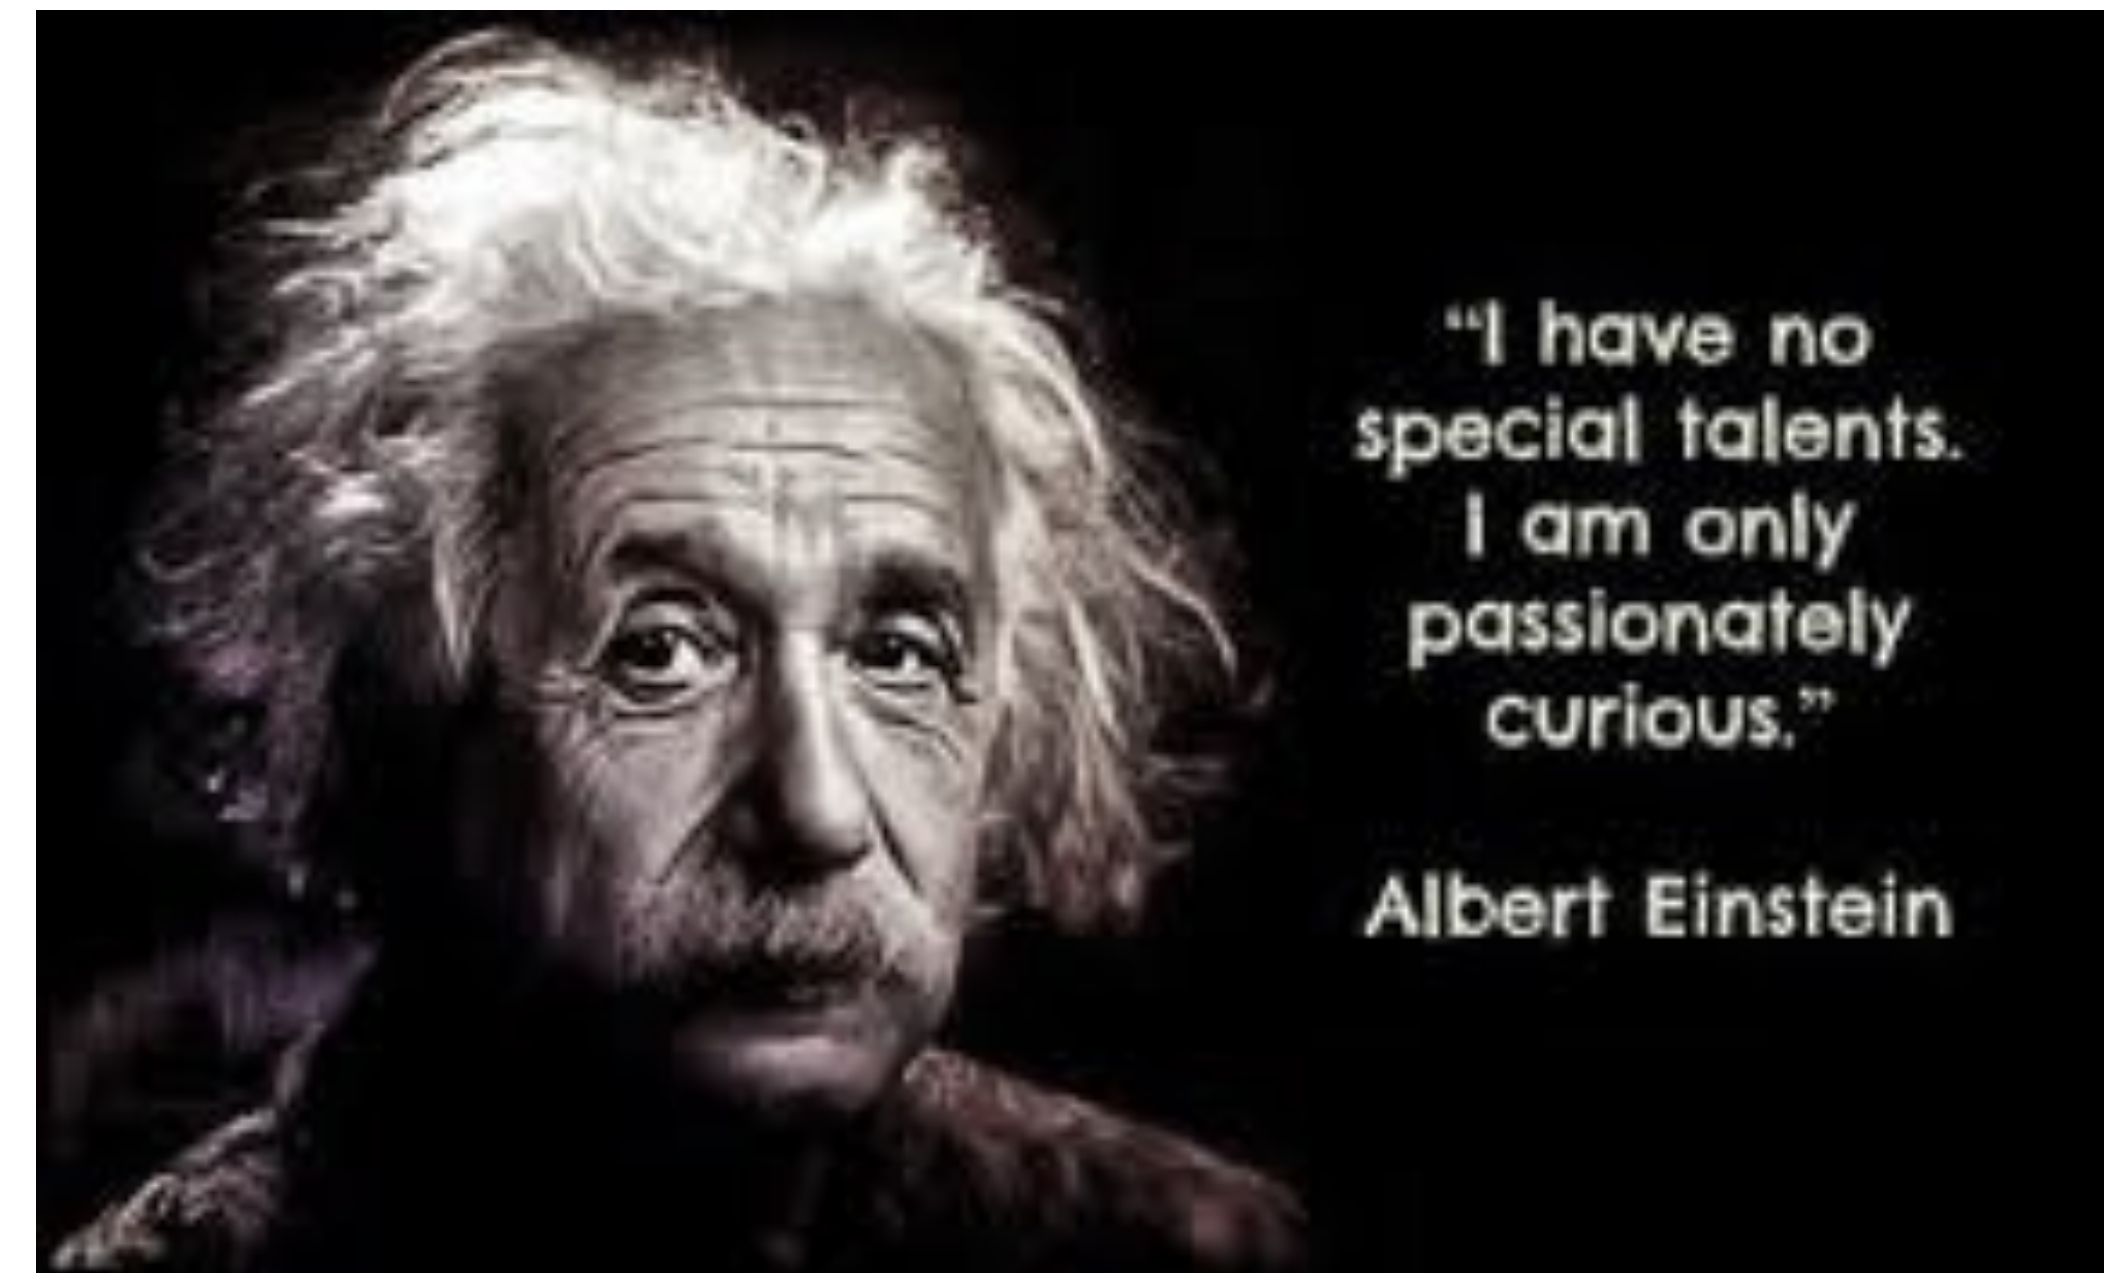 “I have no
special talents.
I am only
passionately
curious.”
Albert Einstein